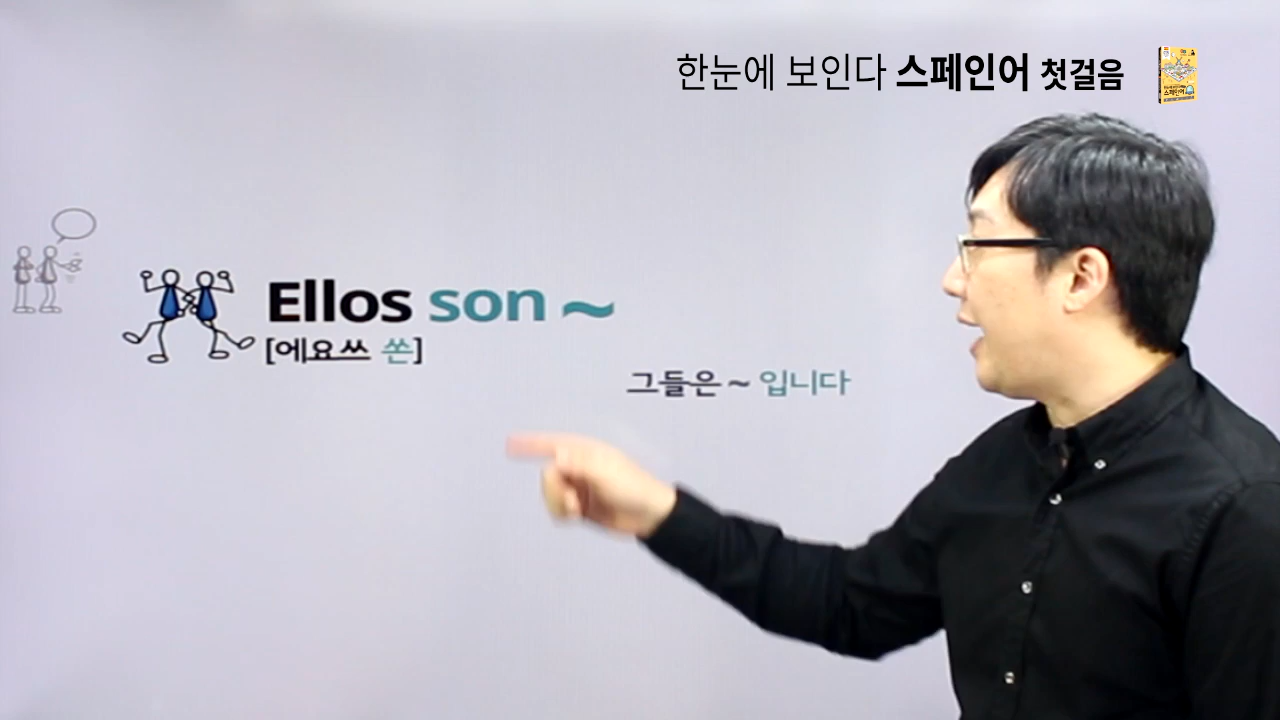 한눈에 보인다 스페인어 첫걸음
Ellos son ~
[에요쓰 쏜]
그들은 ~ 입니다